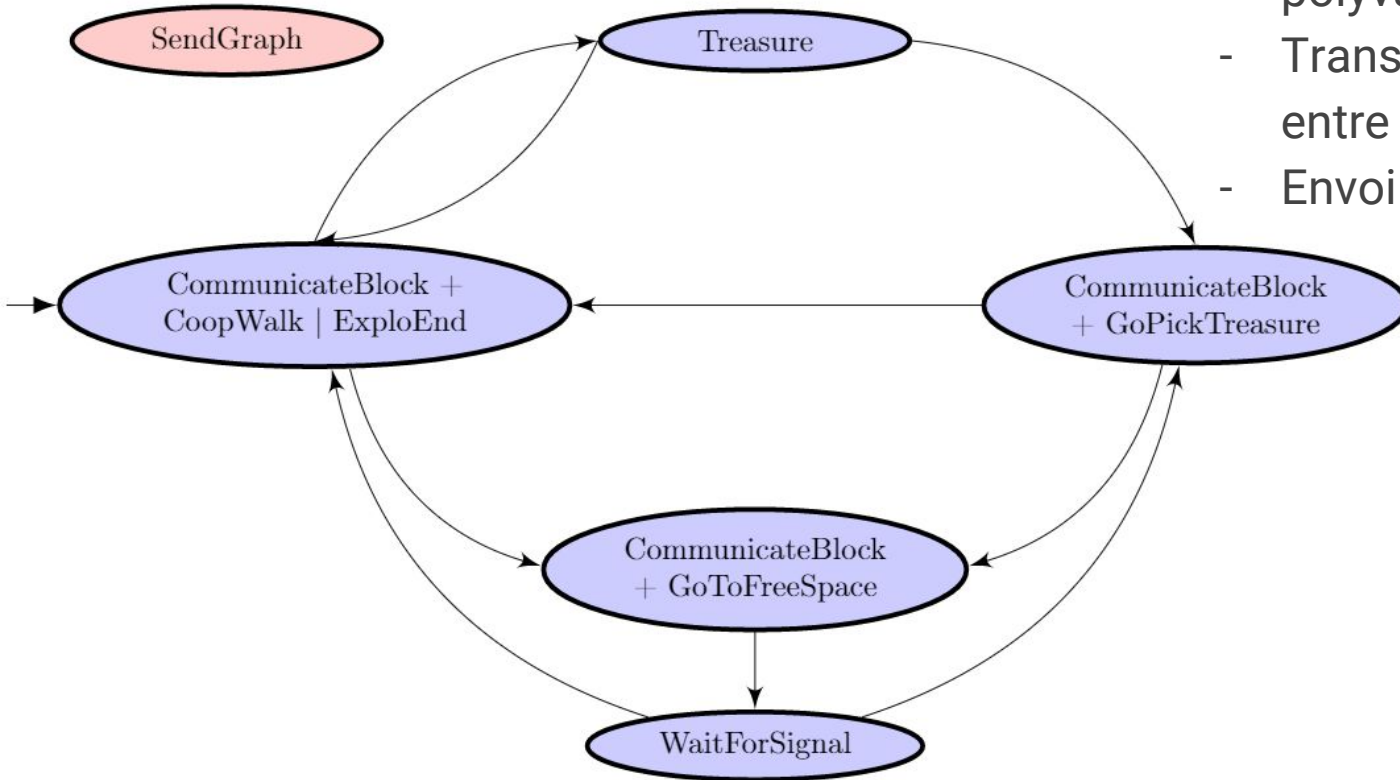 SendGraph
Treasure
- Trans
entre
- Envoi
CommunicateBlock +
CoopWalk | ExploEnd
CommunicateBlock
+ GoPickTreasure
CommunicateBlock
+ GoToFreeSpace
WaitForSignal